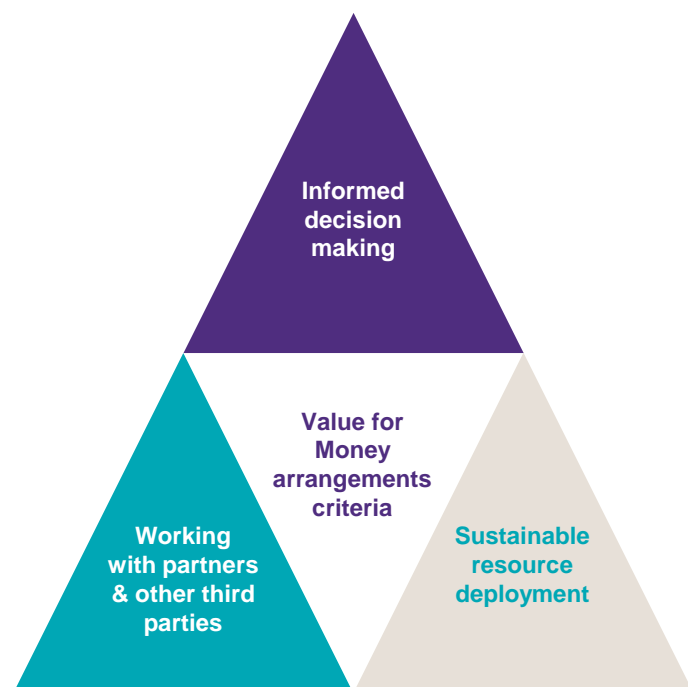 Informed
decision
making
Value for
Money
arrangements
criteria
Working
with partners
& other third
parties
Sustainable
resource
deployment